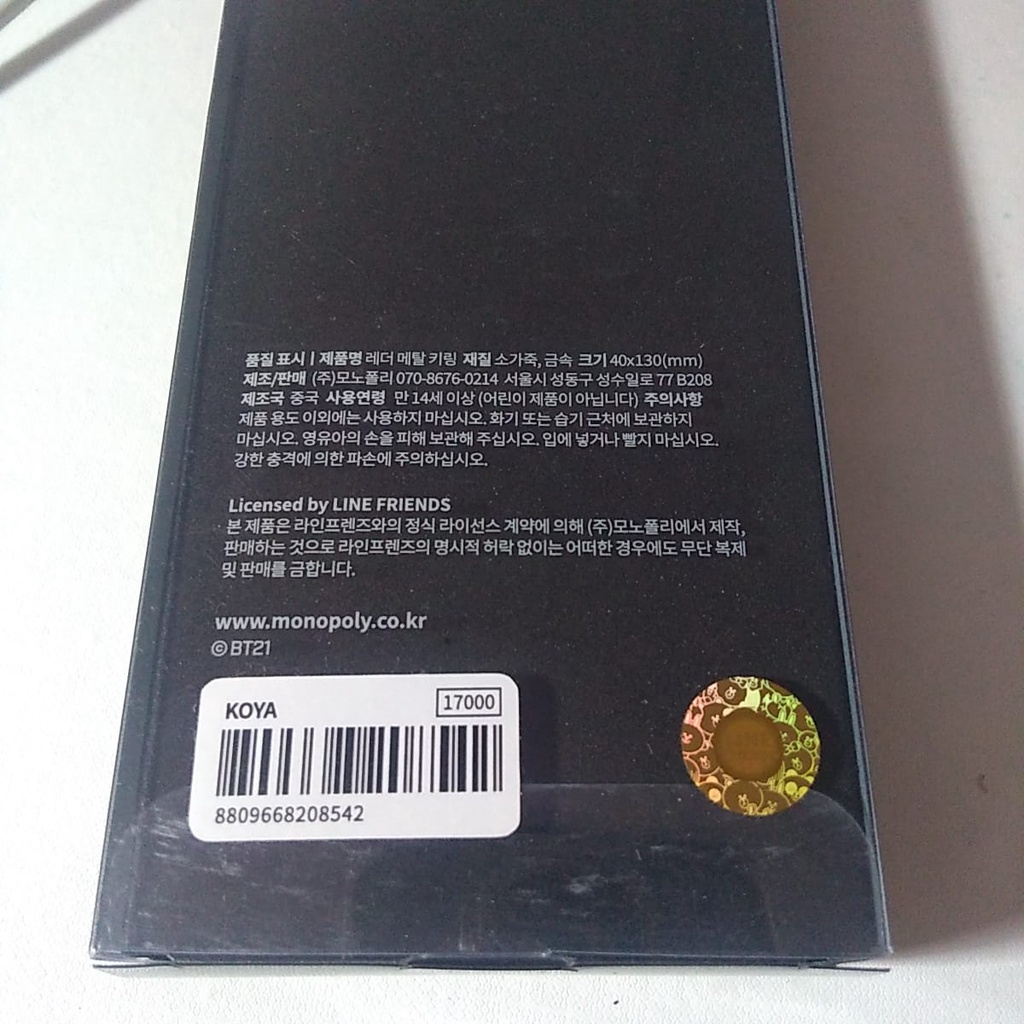 품질 표시 | 제품명 레더 메탈 키링 재질 소가죽, 금속 크기 40x130(mm)
제조/판매 (주)모노폴리 070-8676-0214 서울시 성동구 성수일로 77 B208
제조국 중국 사용연령 만 14세 이상 (어린이 제품이 아닙니다) 주의사항
제품 용도 이외에는 사용하지 마십시오. 화기 또는 습기 근처에 보관하지
마십시오. 영유아의 손을 피해 보관해 주십시오. 입에 넣거나 빨지 마십시오.
강한 충격에 의한 파손에 주의하십시오.
Licensed by LINE FRIENDS
본 제품은 라인프렌즈와의 정식 라이선스 계약에 의해 (주)모노폴리에서 제작,
판매하는 것으로 라인프렌즈의 명시적 허락 없이는 어떠한 경우에도 무단 복제
및 판매를 금합니다.
www.monopoly.co.kr
© BT21
KOYA 17000
8809668208542